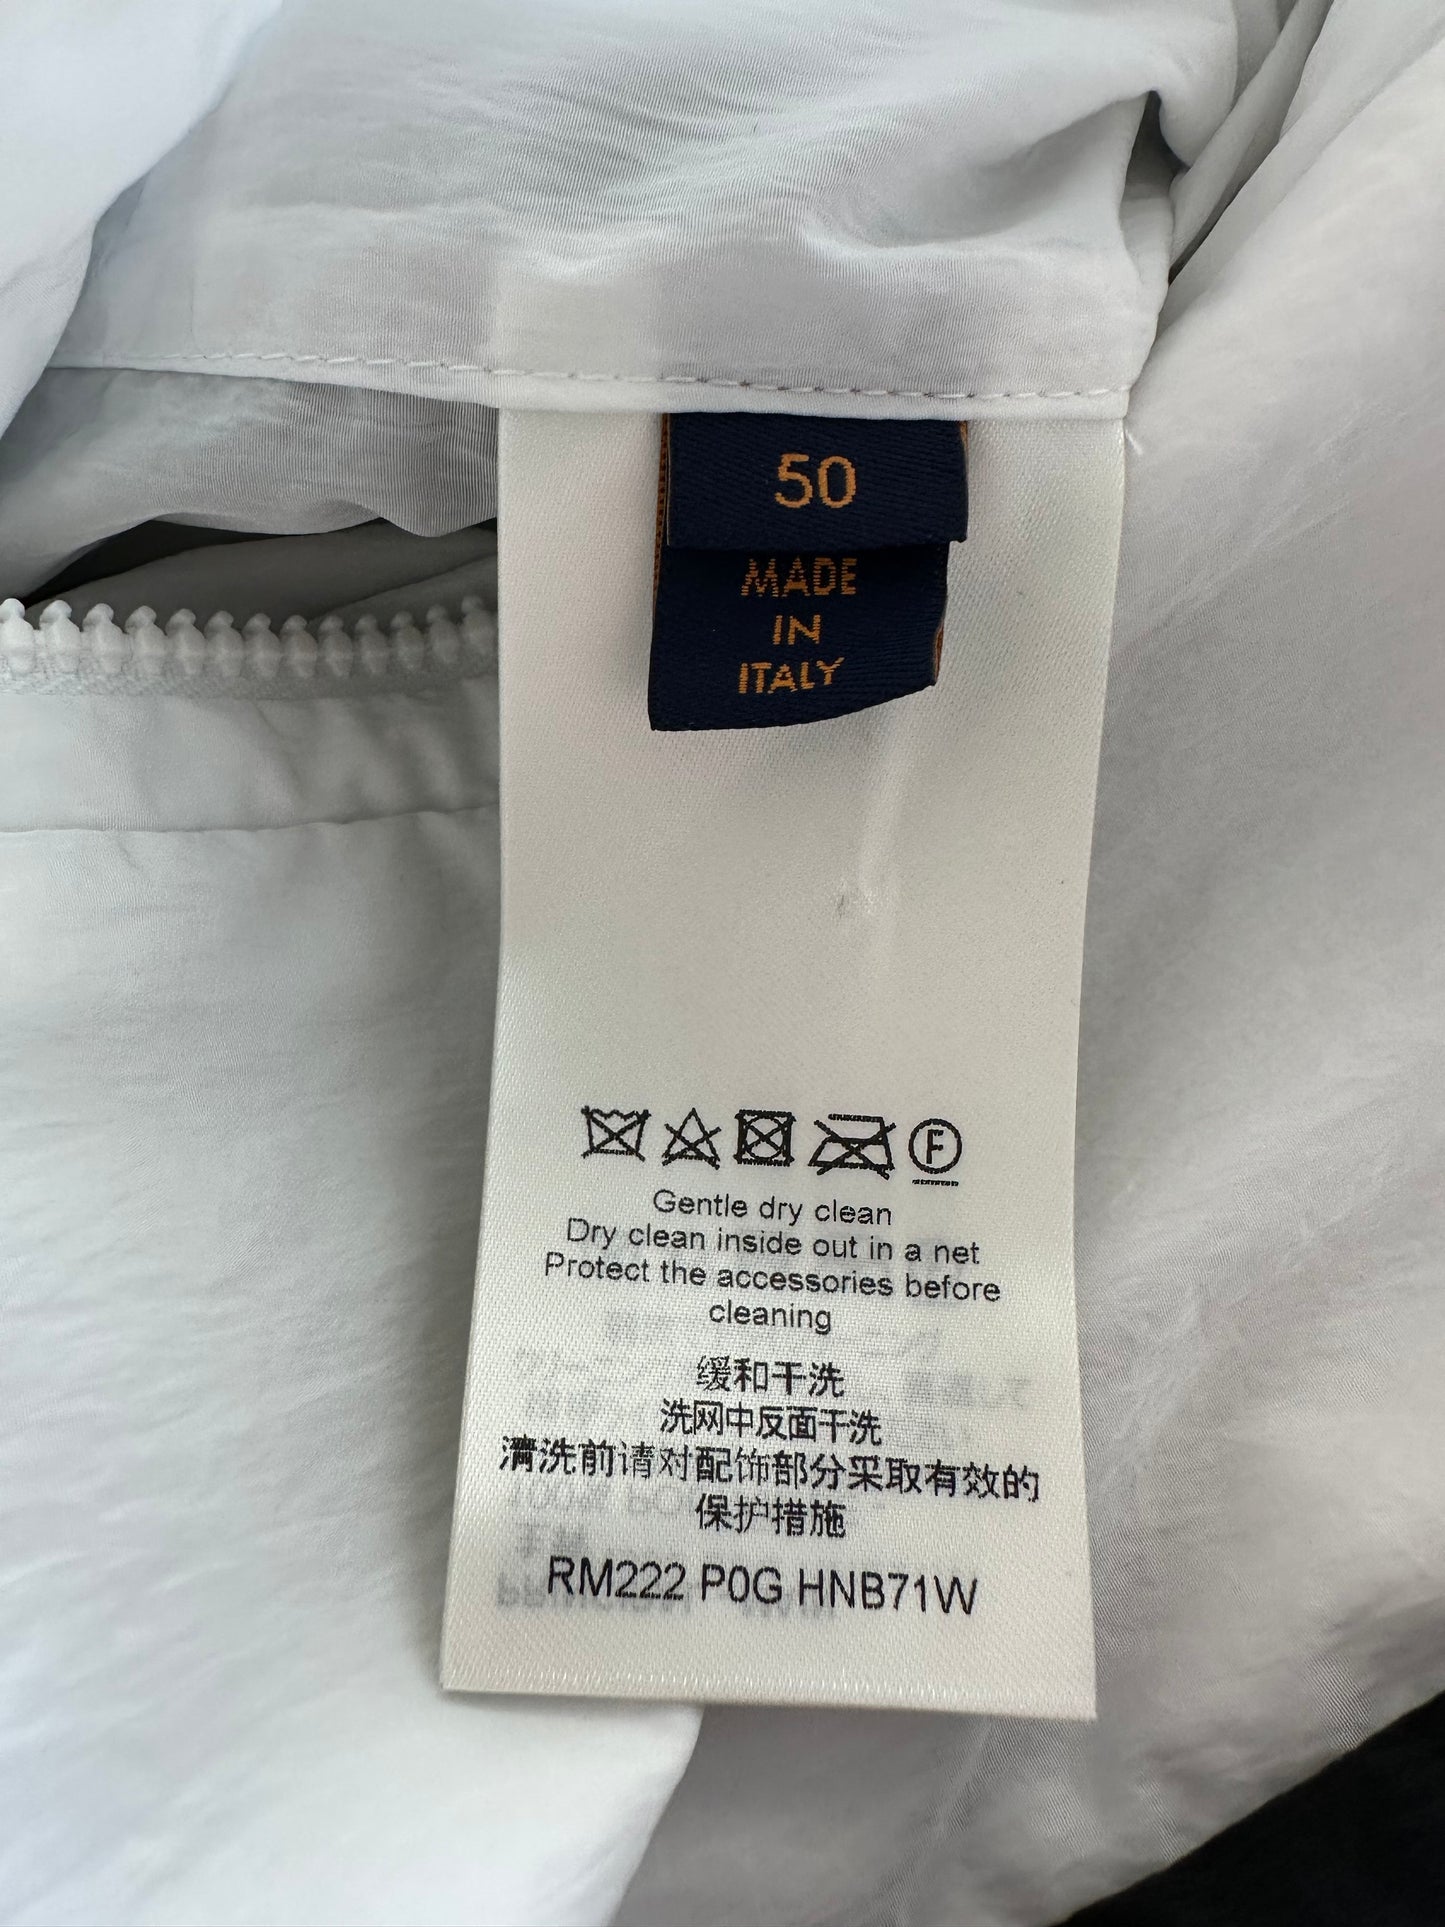 50
MADE
IN
ITALY
F
Gentle dry clean
Dry clean inside out in a net
Protect the accessories before
cleaning
缓和干洗
洗网中反面干洗
清洗前请对配饰部分采取有效的
保护措施
RM222 P0G HNB71W